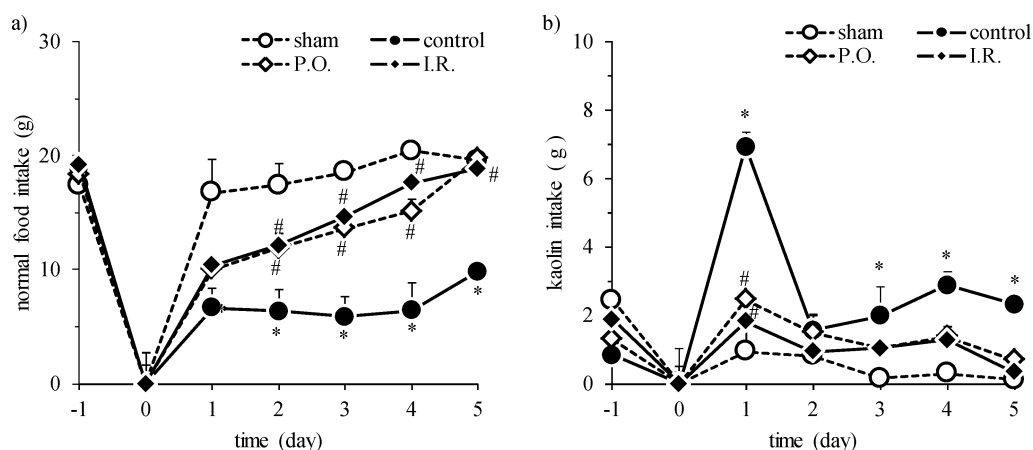 a)
30
sham
control
P.O.
I.R.
20
#
#
#
#
#
#
#
10
*
*
*
*
*
0
-1 0 1 2 3 4 5
time (day)
normal food intake (g)
b)
10
sham
control
P.O.
I.R.
8
*
6
4
*
*
*
#
#
2
0
-1 0 1 2 3 4 5
time (day)
kaolin intake ( g )